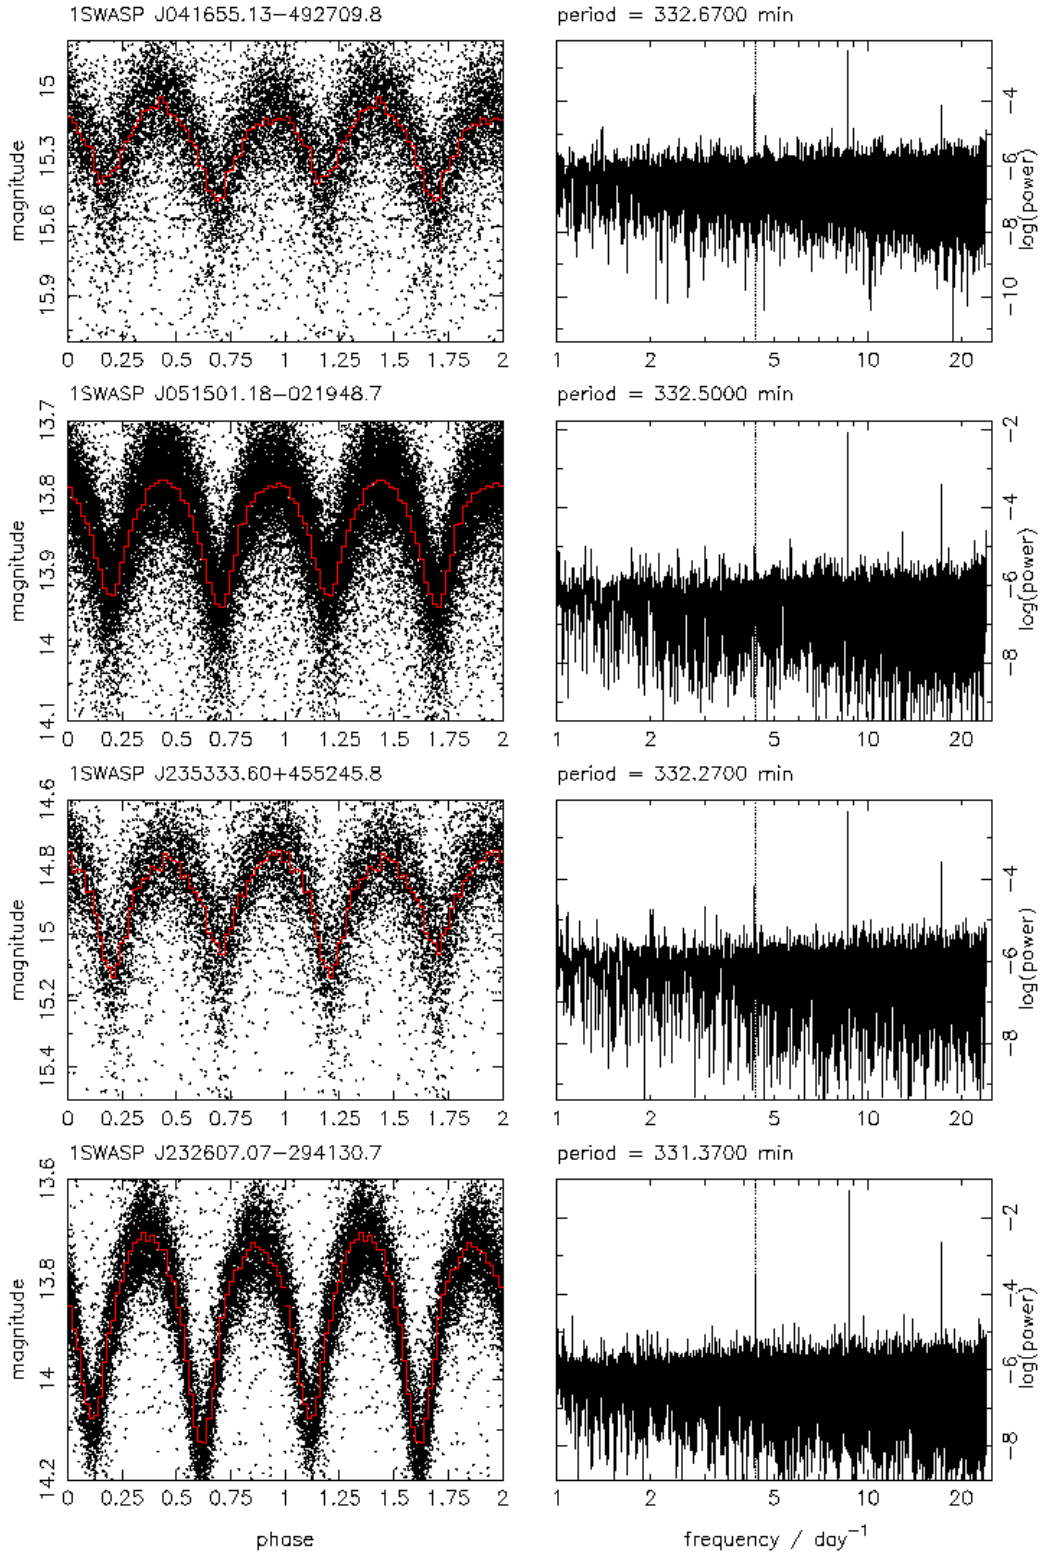 1SWASP J041655.13−492709.8
period = 332.6700 min
magnitude
15
15.3
15.6
15.9
0 0.25 0.5 0.75 1 1.25 1.5 1.75 2
log(power)
−4
−6
−8
−10
1 2 5 10 20
1SWASP J051501.18−021948.7
period = 332.5000 min
magnitude
13.7
13.8
13.9
14
14.1
0 0.25 0.5 0.75 1 1.25 1.5 1.75 2
log(power)
−2
−4
−6
−8
1 2 5 10 20
1SWASP J235333.60+455245.8
period = 332.2700 min
magnitude
14.6
14.8
15
15.2
15.4
0 0.25 0.5 0.75 1 1.25 1.5 1.75 2
log(power)
−4
−6
−8
1 2 5 10 20
1SWASP J232607.07−294130.7
period = 331.3700 min
magnitude
13.6
13.8
14
14.2
0 0.25 0.5 0.75 1 1.25 1.5 1.75 2
phase
log(power)
−2
−4
−6
−8
1 2 5 10 20
frequency / day⁻¹